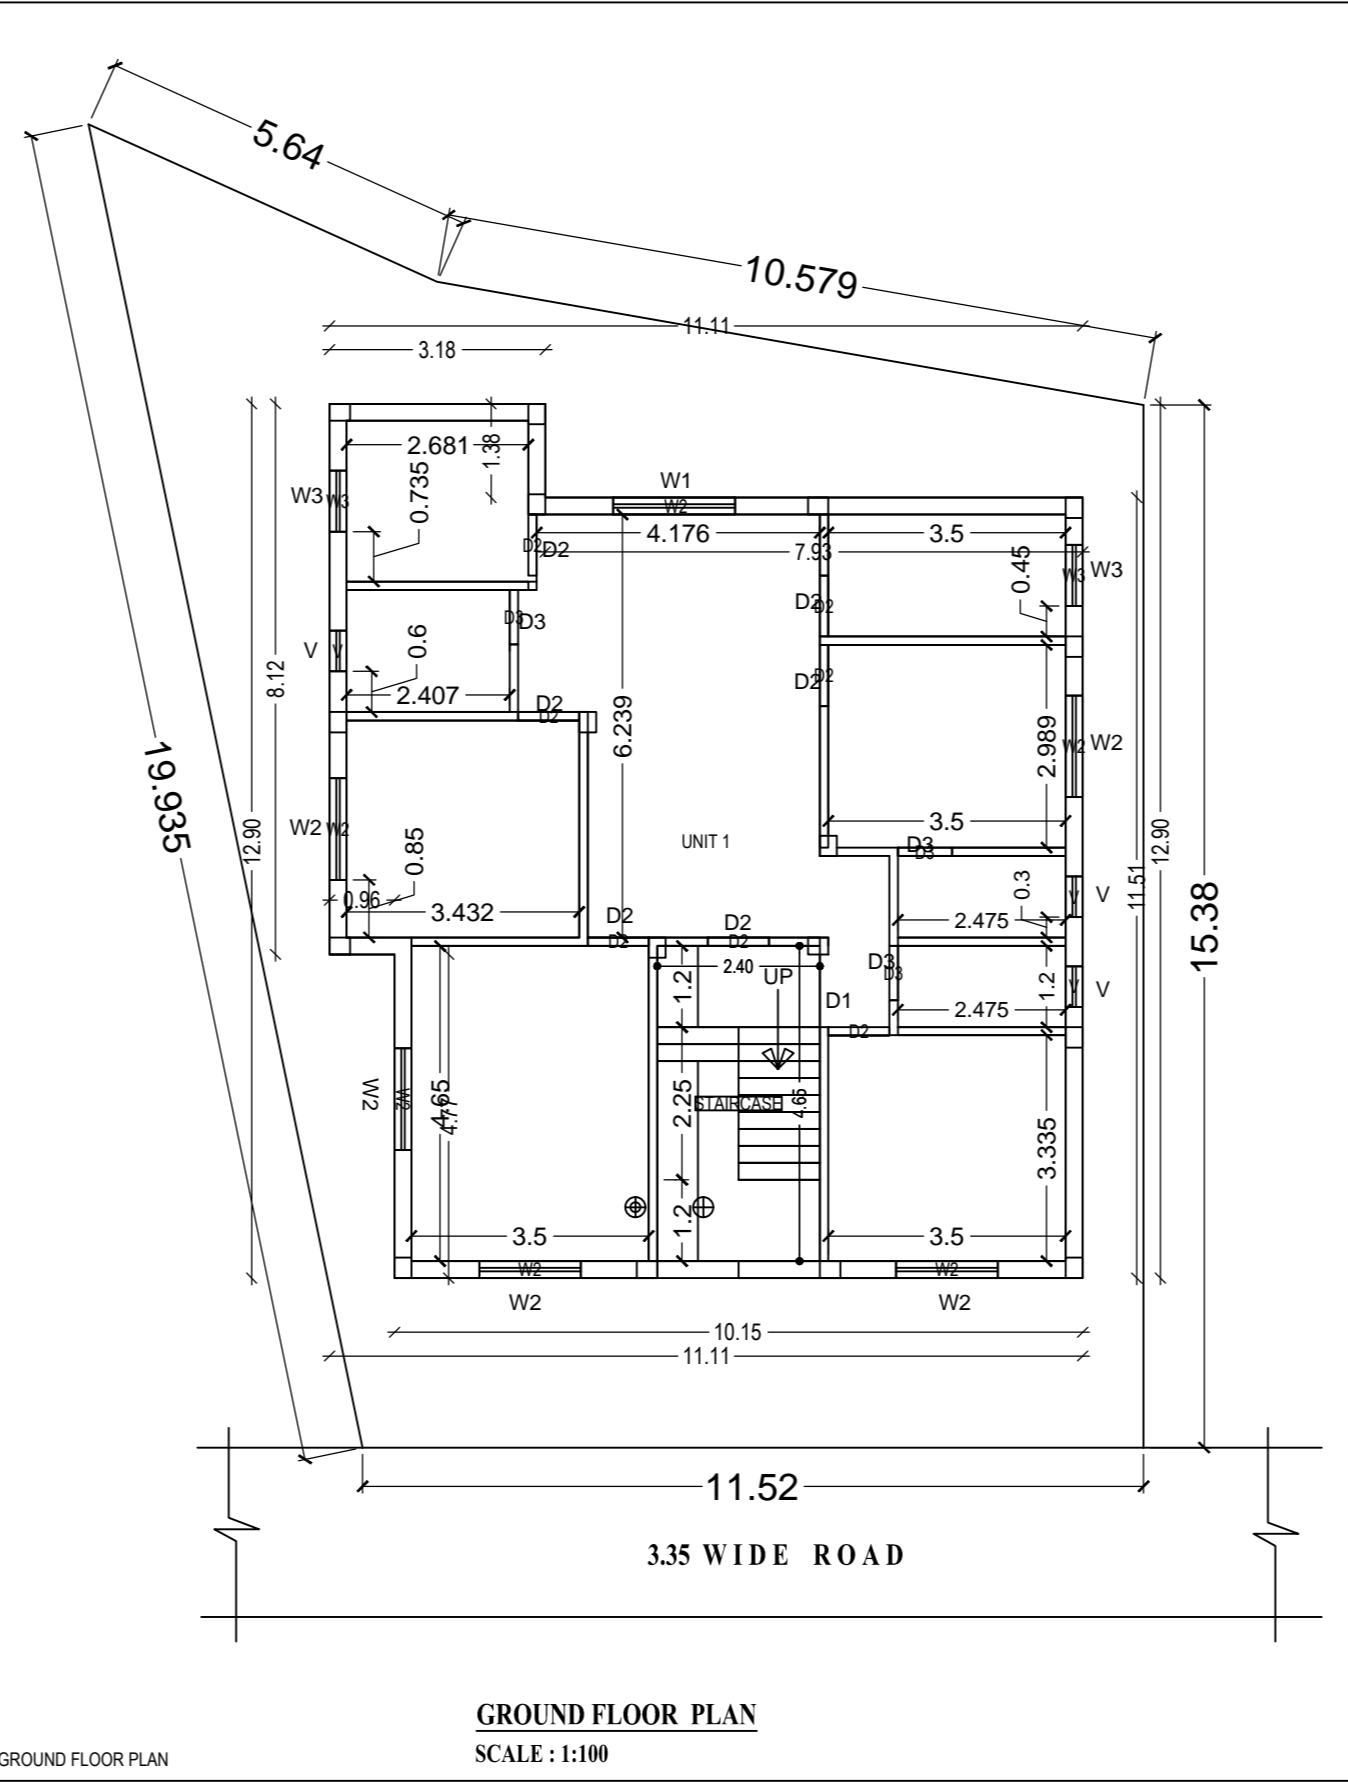 5.64
10.579
11.11
3.18
2.681
1.38
0.735
W3
W3
W1
W2
4.176
3.5
7.93
D2
D2
0.45
W3
W3
D2
D2
D3
D3
V
V
0.6
8.12
2.407
D2
D2
D2
D2
6.239
2.989
W2
W2
19.935
12.90
W2
W2
0.85
UNIT 1
3.5
D3
D3
11.51
12.90
15.38
0.96
3.432
0.3
V
V
2.475
D2
D2
D2
D2
2.40
UP
1.2
D3
D3
D1
D2
1.2
V
V
2.475
W2
W2
4.65
4.77
2.25
STAIRCASE
4.65
3.335
1.2
3.5
3.5
W2
W2
W2
W2
10.15
11.11
11.52
3.35 WIDE ROAD
GROUND FLOOR PLAN
SCALE : 1:100
GROUND FLOOR PLAN